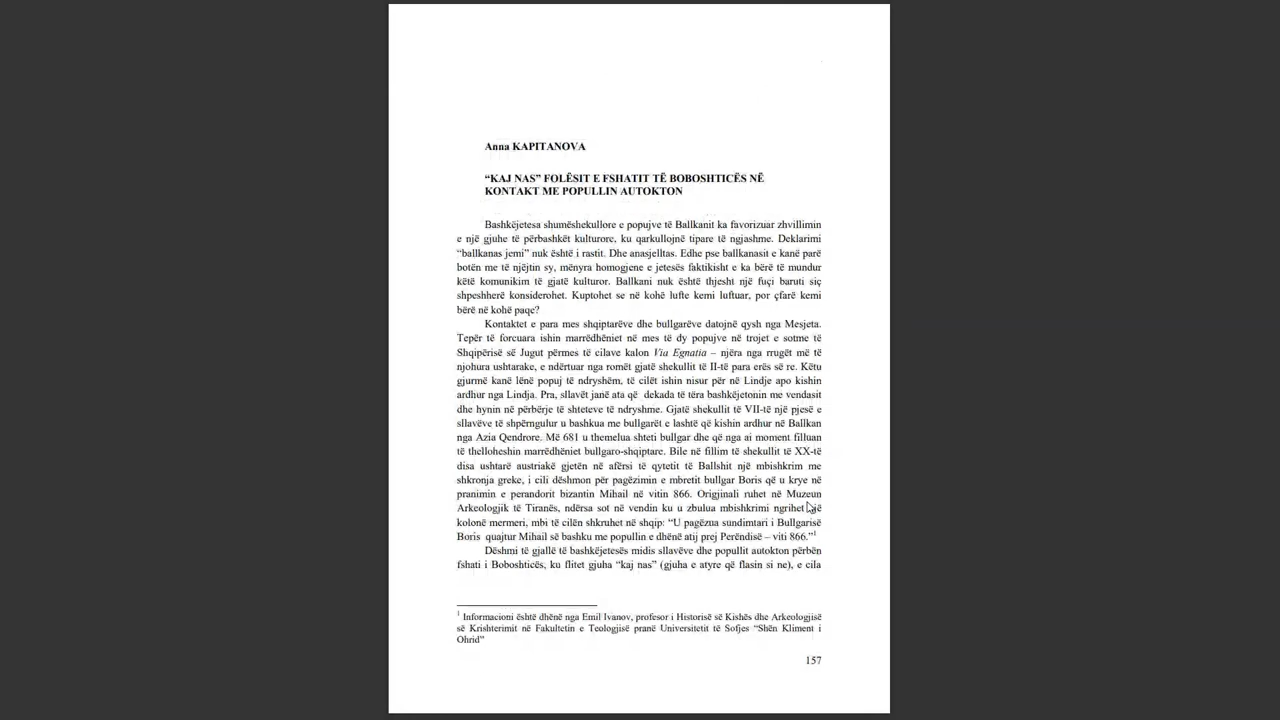 Anna KAPITANOVA
“KAJ NAS” FOLËSIT E FSHATIT TË BOBOSHTICËS NË
KONTAKT ME POPULLIN AUTOKTON
Bashkëjetesa shumëshekullore e popujve të Ballkanit ka favorizuar zhvillimin
e një gjuhe të përbashkët kulturore, ku qarkullojnë tipare të ngjashme. Deklarimi
“ballkanas jemi” nuk është i rastit. Dhe anasjelltas. Edhe pse ballkanasit e kanë parë
botën me të njëjtin sy, mënyra homogjene e jetesës faktikisht e ka bërë të mundur
këtë komunikim të gjatë kulturor. Ballkani nuk është thjesht një fuçi baruti siç
shpeshherë konsiderohet. Kuptohet se në kohë lufte kemi luftuar, por çfarë kemi
bërë në kohë paqe?
Kontaktet e para mes shqiptarëve dhe bullgarëve datojnë qysh nga Mesjeta.
Tepër të forcuara ishin marrëdhëniet në mes të dy popujve në trojet e sotme të
Shqipërisë së Jugut përmes të cilave kalon Via Egnatia – njëra nga rrugët më të
njohura ushtarake, e ndërtuar nga romët gjatë shekullit të II-të para erës së re. Këtu
gjurmë kanë lënë popuj të ndryshëm, të cilët ishin nisur për në Lindje apo kishin
ardhur nga Lindja. Pra, sllavët janë ata që dekada të tëra bashkëjetonin me vendasit
dhe hynin në përbërje të shteteve të ndryshme. Gjatë shekullit të VII-të një pjesë e
sllavëve të shpërngulur u bashkua me bullgarët e lashtë që kishin ardhur në Ballkan
nga Azia Qendrore. Më 681 u themelua shteti bullgar dhe që nga ai moment filluan
të thelloheshin marrëdhëniet bullgaro-shqiptare. Bile në fillim të shekullit të XX-të
disa ushtarë austriakë gjetën në afërsi të qytetit të Ballshit një mbishkrim me
shkronja greke, i cili dëshmon për pagëzimin e mbretit bullgar Boris që u krye në
pranimin e perandorit bizantin Mihail në vitin 866. Origjinali ruhet në Muzeun
Arkeologjik të Tiranës, ndërsa sot në vendin ku u zbulua mbishkrimi ngrihet një
kolonë mermeri, mbi të cilën shkruhet në shqip: “U pagëzua sundimtari i Bullgarisë
Boris quajtur Mihail së bashku me popullin e dhënë atij prej Perëndisë – viti 866.”1
Dëshmi të gjallë të bashkëjetesës midis sllavëve dhe popullit autokton përbën
fshati i Boboshticës, ku flitet gjuha “kaj nas” (gjuha e atyre që flasin si ne), e cila
1 Informacioni është dhënë nga Emil Ivanov, profesor i Historisë së Kishës dhe Arkeologjisë
së Krishterimit në Fakultetin e Teologjisë pranë Universitetit të Sofjes “Shën Kliment i
Ohrid”
157